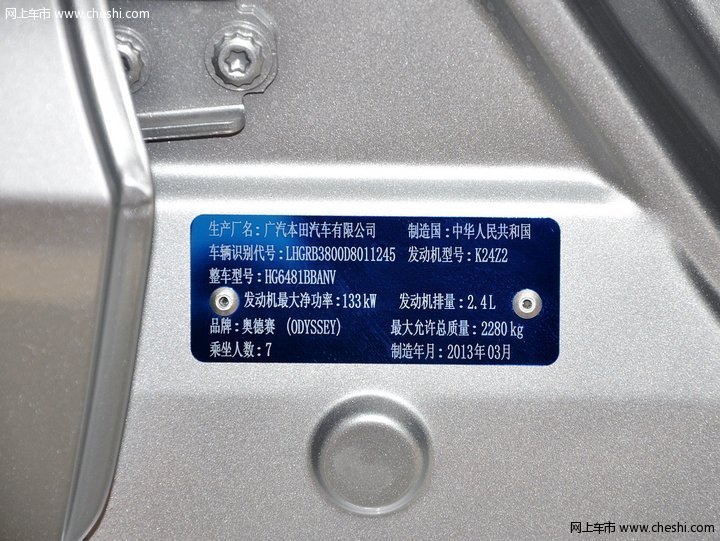 网上车市 www.cheshi.com
生产厂名：广汽本田汽车有限公司 制造国：中华人民共和国
车辆识别代号：LHGRB3800D8011245 发动机型号：K24Z2
整车型号：HG6481BBANV
发动机最大净功率：133 kW 发动机排量：2.4 L
品牌：奥德赛 (ODYSSEY) 最大允许总质量：2280 kg
乘坐人数：7 制造年月：2013年03月
网上车市 www.cheshi.com